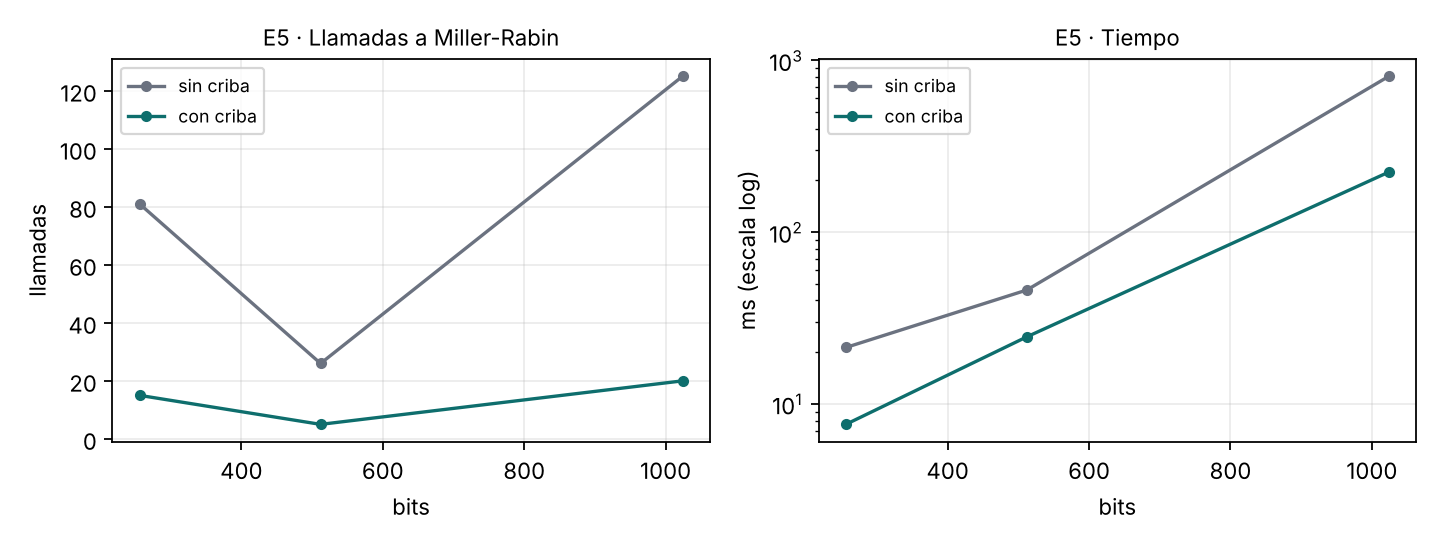 E5 · Llamadas a Miller-Rabin
sin criba
con criba
llamadas
120
100
80
60
40
20
0
400
600
800
1000
bits
E5 · Tiempo
sin criba
con criba
ms (escala log)
10³
10²
10¹
400
600
800
1000
bits